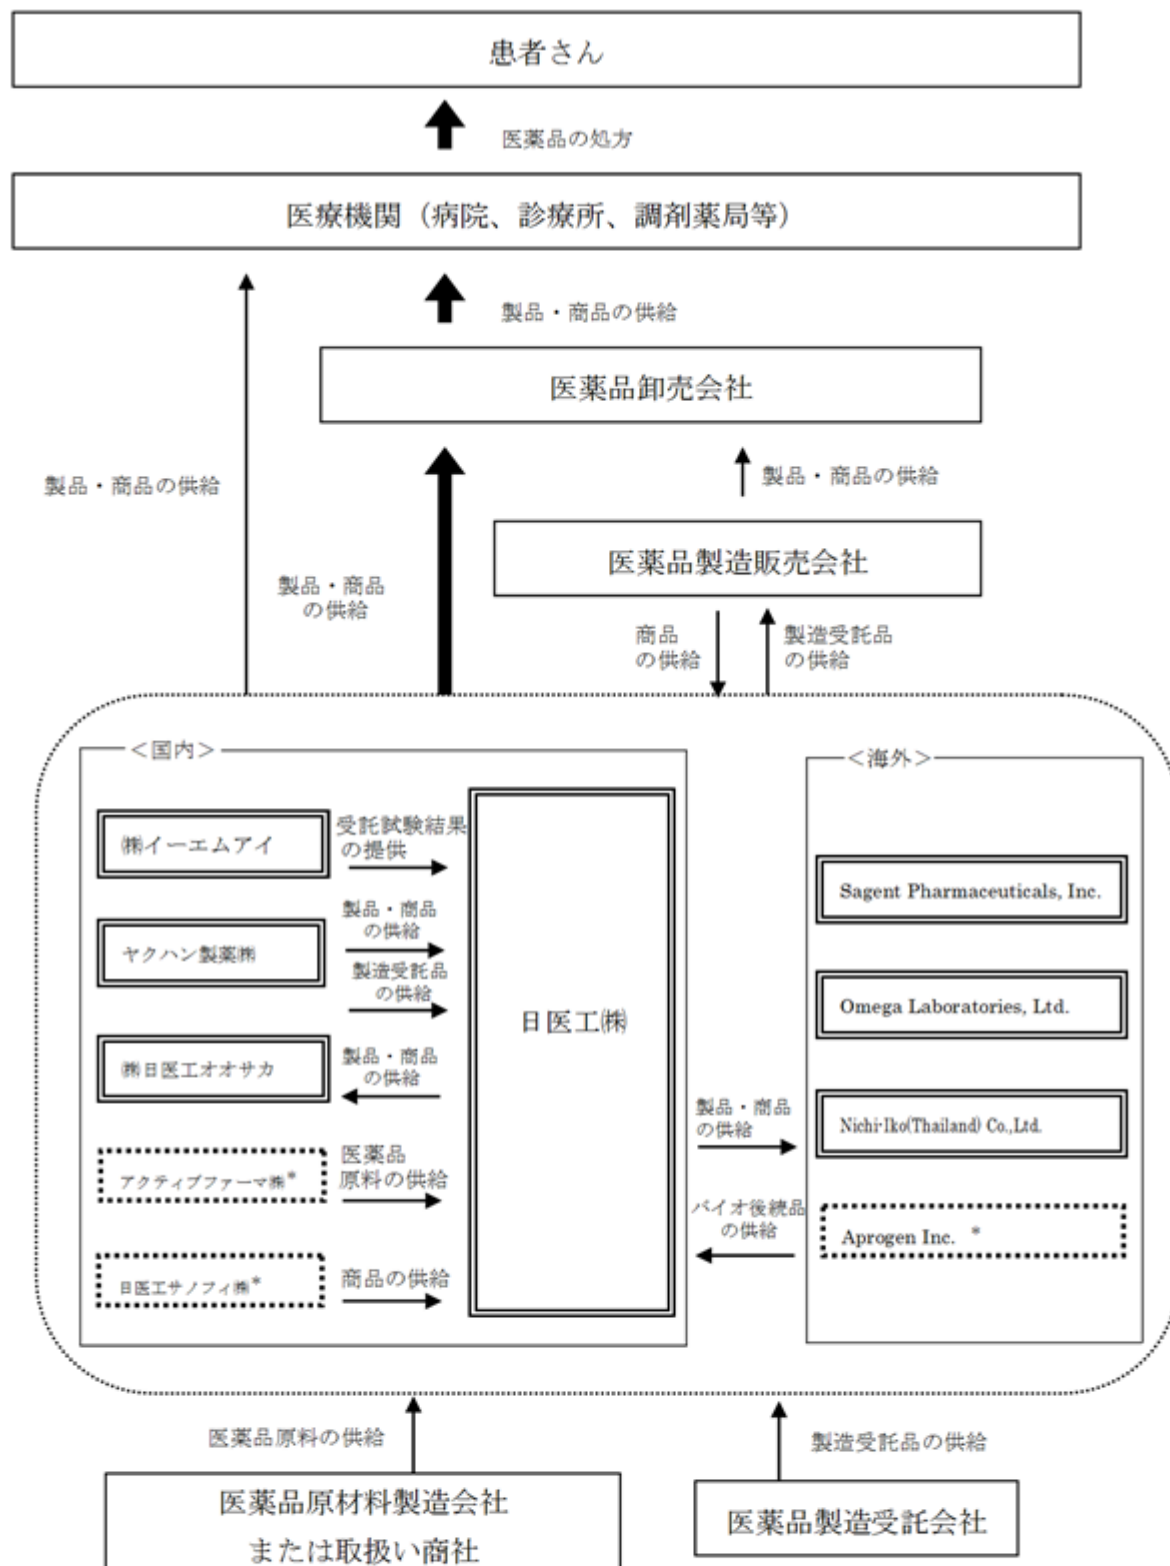 患者さん
医薬品の処方
医療機関（病院、診療所、調剤薬局等）
製品・商品の供給
医薬品卸売会社
製品・商品の供給
製品・商品の供給
医薬品製造販売会社
製品・商品
の供給
商品
の供給
製造受託品
の供給
＜国内＞
＜海外＞
㈱イーエムアイ
受託試験結果
の提供
ヤクハン製薬㈱
製品・商品
の供給
製造受託品
の供給
㈱日医工オオサカ
製品・商品
の供給
アクティブファーマ㈱*
医薬品
原料の供給
日医工サノフィ㈱*
商品の供給
日医工㈱
製品・商品
の供給
バイオ後続品
の供給
Sagent Pharmaceuticals, Inc.
Omega Laboratories, Ltd.
Nichi-Iko(Thailand) Co.,Ltd.
Aprogen Inc. *
医薬品原料の供給
製造受託品の供給
医薬品原材料製造会社
または取扱い商社
医薬品製造受託会社